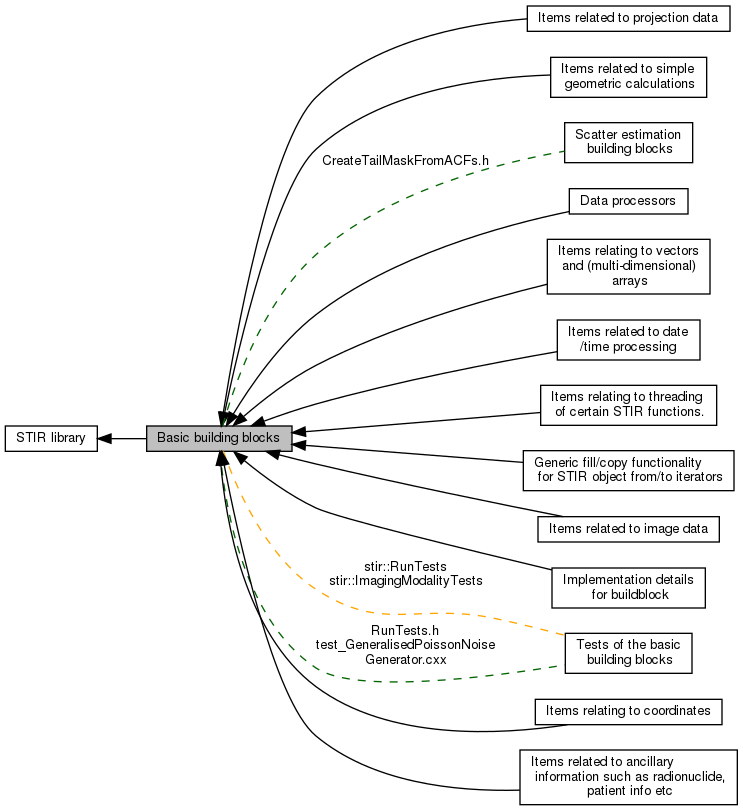 Items related to projection data
Items related to simple
geometric calculations
Scatter estimation
building blocks
CreateTailMaskFromACFs.h
Data processors
Items relating to vectors
and (multi-dimensional)
arrays
Items related to date
/time processing
Items relating to threading
of certain STIR functions.
STIR library
Basic building blocks
Generic fill/copy functionality
for STIR object from/to iterators
Items related to image data
stir::RunTests
stir::ImagingModalityTests
Implementation details
for buildblock
RunTests.h
test_GeneralisedPoissonNoise
Generator.cxx
Tests of the basic
building blocks
Items relating to coordinates
Items related to ancillary
information such as radionuclide,
patient info etc